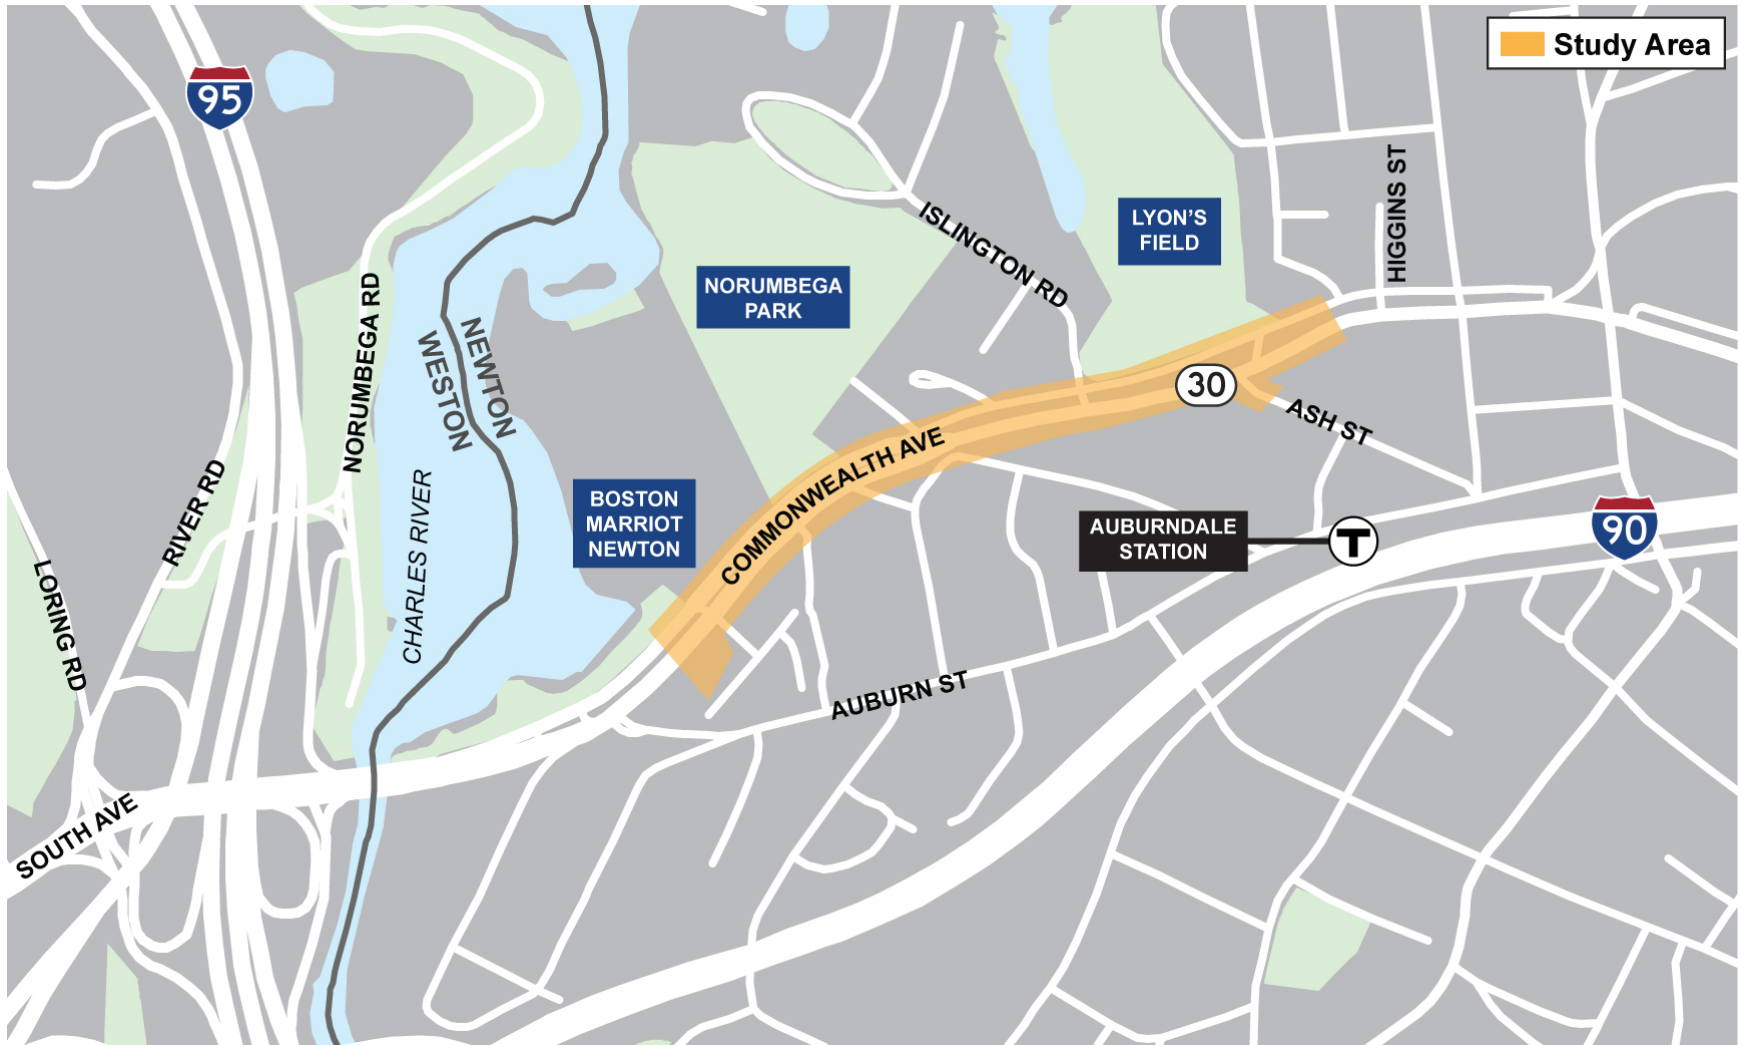 Study Area
95
HIGGINS ST
LYON'S
FIELD
ISLINGTON RD
NORUMBEGA
PARK
NORUMBEGA RD
NEWTON
WESTON
30
ASH ST
COMMONWEALTH AVE
RIVER RD
CHARLES RIVER
BOSTON
MARRIOT
NEWTON
AUBURNDALE
STATION
T
90
LORING RD
AUBURN ST
SOUTH AVE